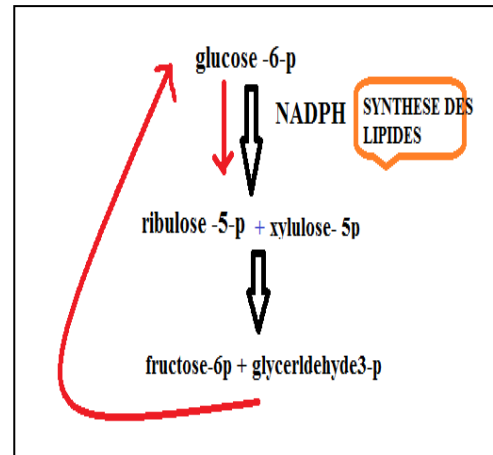 glucose -6-p
NADPH
SYNTHESE DES
LIPIDES
ribulose -5-p + xylulose- 5p
fructose-6p + glycerldehyde3-p